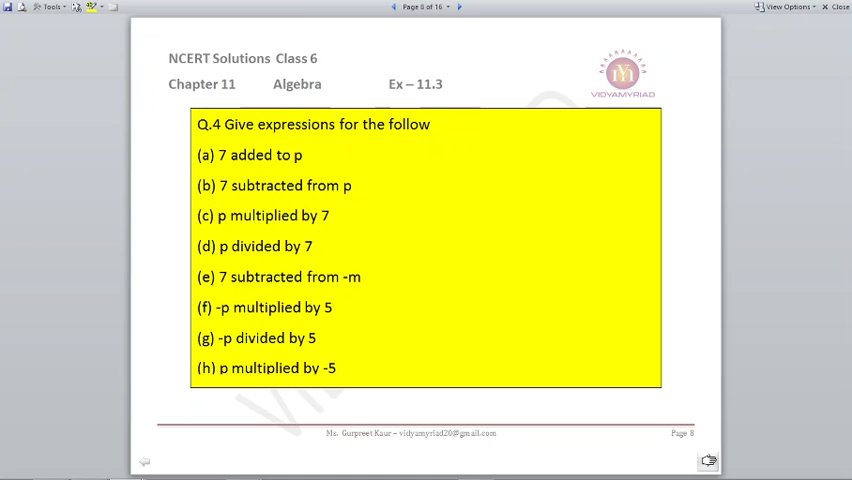 Tools
Page 8 of 16
View Options
Close
NCERT Solutions Class 6
Chapter 11 Algebra Ex – 11.3
VIDYAMYRIAD
Q.4 Give expressions for the follow
(a) 7 added to p
(b) 7 subtracted from p
(c) p multiplied by 7
(d) p divided by 7
(e) 7 subtracted from -m
(f) -p multiplied by 5
(g) -p divided by 5
(h) p multiplied by -5
Ms. Gurpreet Kaur – vidyamyriad20@gmail.com Page 8